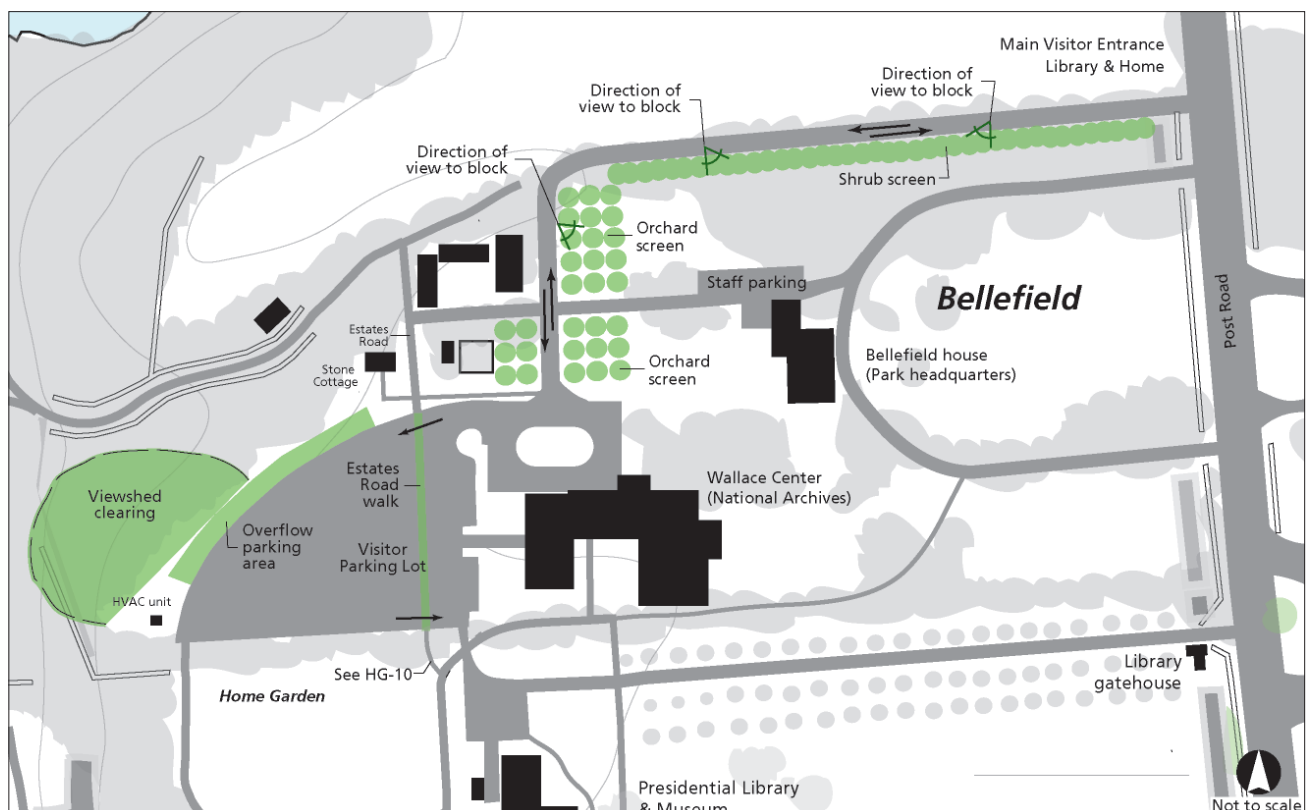 Main Visitor Entrance
Library & Home
Direction of
view to block
Direction of
view to block
Direction of
view to block
Shrub screen
Orchard
screen
Staff parking
Bellefield
Post Road
Estates
Road
Stone
Cottage
Orchard
screen
Bellefield house
(Park headquarters)
Viewshed
clearing
Estates
Road
walk
Wallace Center
(National Archives)
Overflow
parking
area
Visitor
Parking Lot
HVAC unit
See HG-10
Library
gatehouse
Home Garden
Presidential Library
& Museum
Not to scale